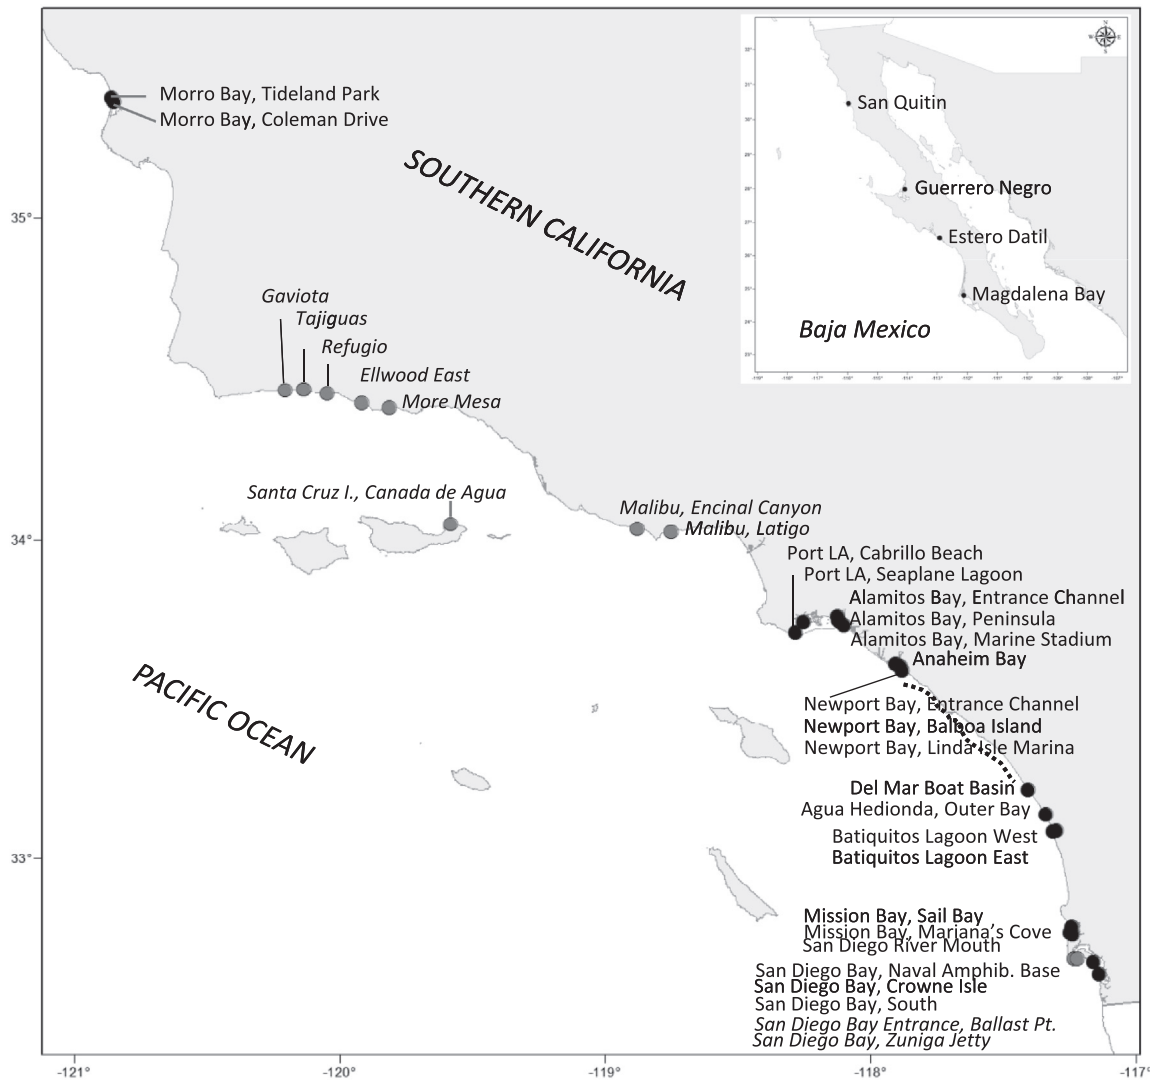 Morro Bay, Tideland Park
Morro Bay, Coleman Drive
SOUTHERN CALIFORNIA
N
W
E
S
San Quitin
Guerrero Negro
Estero Datil
Magdalena Bay
Baja Mexico
35°
Gaviota
Tajiguas
Refugio
Ellwood East
More Mesa
Santa Cruz I., Canada de Agua
Malibu, Encinal Canyon
Malibu, Latigo
34°
Port LA, Cabrillo Beach
Port LA, Seaplane Lagoon
Alamitos Bay, Entrance Channel
Alamitos Bay, Peninsula
Alamitos Bay, Marine Stadium
Anaheim Bay
PACIFIC OCEAN
Newport Bay, Entrance Channel
Newport Bay, Balboa Island
Newport Bay, Linda Isle Marina
Del Mar Boat Basin
Agua Hedionda, Outer Bay
Batiquitos Lagoon West
Batiquitos Lagoon East
33°
Mission Bay, Sail Bay
Mission Bay, Mariana's Cove
San Diego River Mouth
San Diego Bay, Naval Amphib. Base
San Diego Bay, Crowne Isle
San Diego Bay, South
San Diego Bay Entrance, Ballast Pt.
San Diego Bay, Zuniga Jetty
-121°
-120°
-119°
-118°
-117°